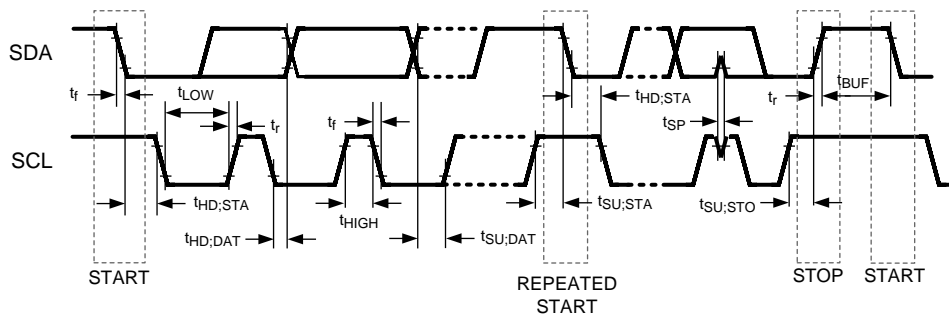 SDA
t_f
t_LOW
t_r
t_f
t_HD;STA
t_SP
t_r
t_BUF
SCL
t_HD;STA
t_HD;DAT
t_HIGH
t_SU;DAT
t_SU;STA
t_SU;STO
START
REPEATED
START
STOP
START